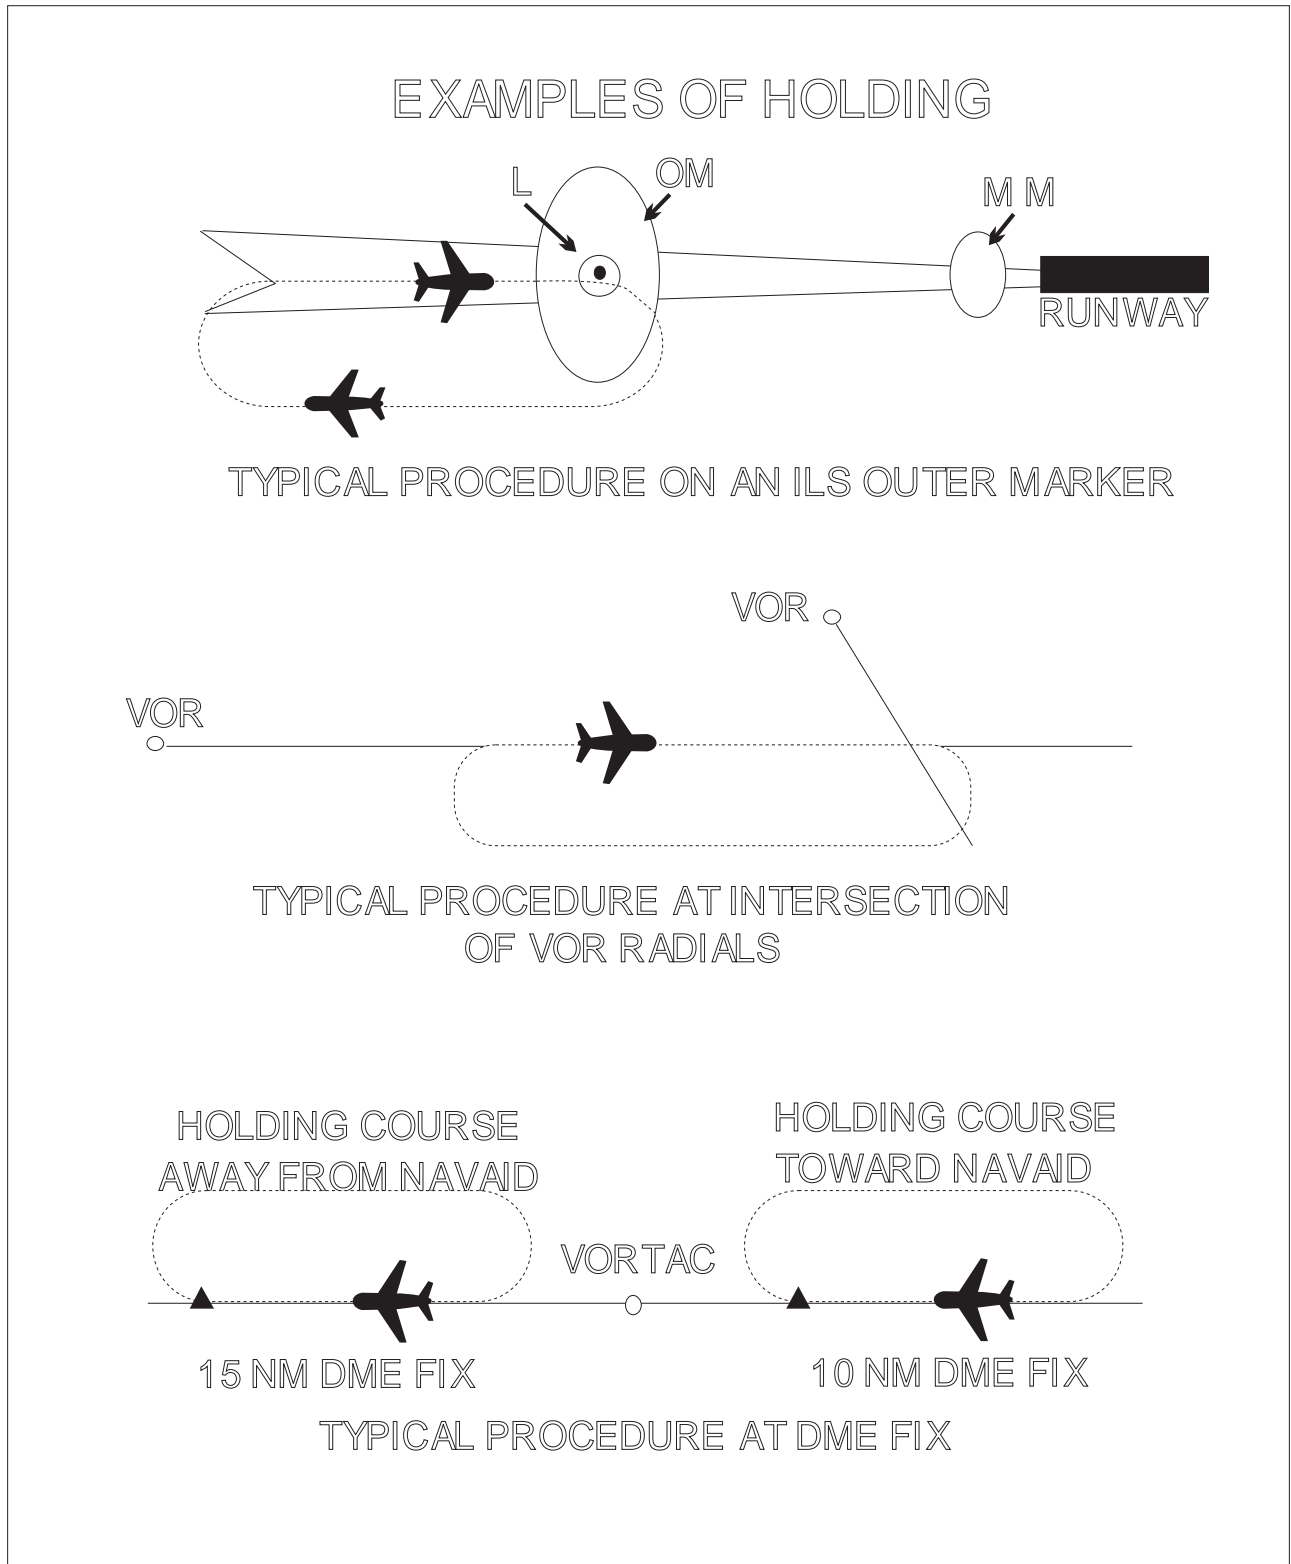 EXAMPLES OF HOLDING
L
OM
MM
RUNWAY
TYPICAL PROCEDURE ON AN ILS OUTER MARKER
VOR
VOR
TYPICAL PROCEDURE AT INTERSECTION
OF VOR RADIALS
HOLDING COURSE
AWAY FROM NAVAID
HOLDING COURSE
TOWARD NAVAID
VORTAC
15 NM DME FIX
10 NM DME FIX
TYPICAL PROCEDURE AT DME FIX